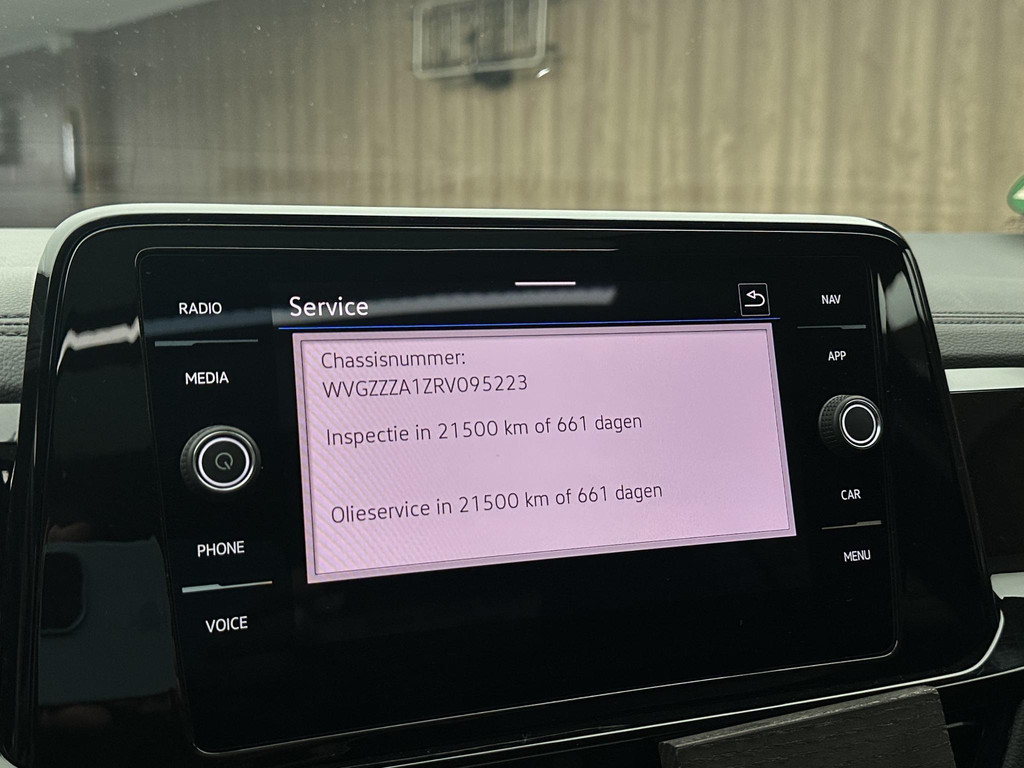 RADIO
MEDIA
PHONE
VOICE
Service
Chassisnummer:
WVGZZZA1ZRV095223
Inspectie in 21500 km of 661 dagen
Olieservice in 21500 km of 661 dagen
NAV
APP
CAR
MENU